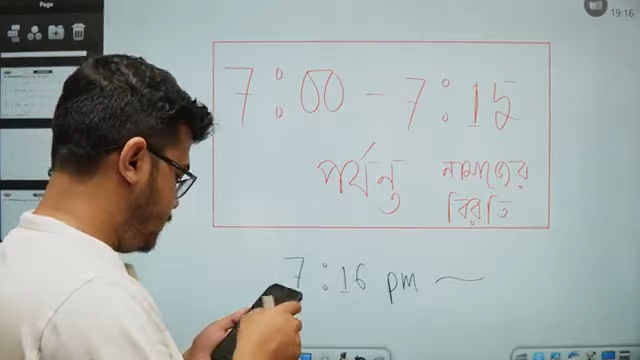 Page
19:16
7:00 - 7:15
পর্যন্ত নামাজের
বিরতি
7:16 pm ~